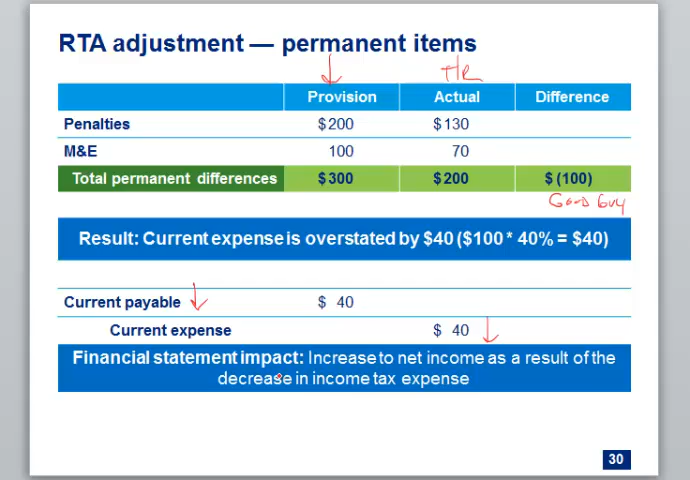 RTA adjustment — permanent items
TR
Provision Actual Difference
Penalties $200 $130
M&E 100 70
Total permanent differences $300 $200 $(100)
Good Guy
Result: Current expense is overstated by $40 ($100 * 40% = $40)
Current payable $ 40
Current expense $ 40
Financial statement impact: Increase to net income as a result of the
decrease in income tax expense
30